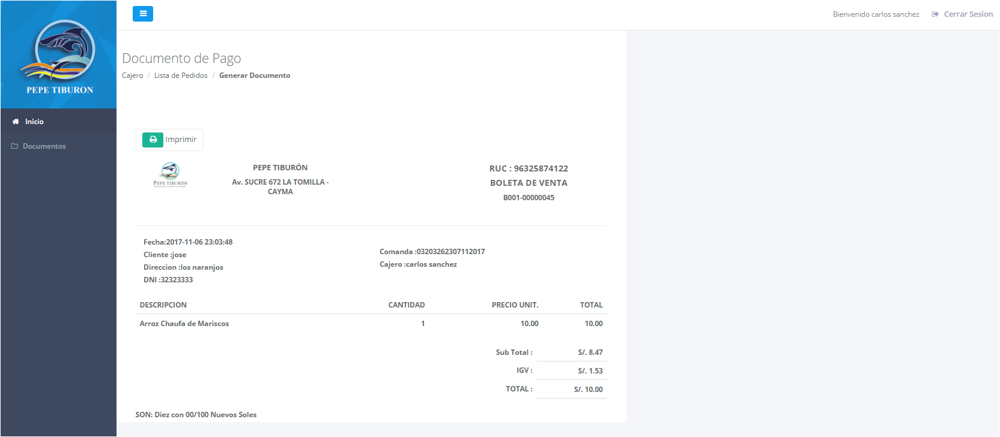 Bienvenido carlos sanchez Cerrar Sesion
PEPE TIBURON
Inicio
Documentos
Documento de Pago
Cajero / Lista de Pedidos / Generar Documento
Imprimir
PEPE TIBURÓN
PEPE TIBURÓN
Av. SUCRE 672 LA TOMILLA -
CAYMA
RUC : 96325874122
BOLETA DE VENTA
B001-00000045
Fecha:2017-11-06 23:03:48
Cliente :jose
Direccion :los naranjos
DNI :32323333
Comanda :03203262307112017
Cajero :carlos sanchez
DESCRIPCION CANTIDAD PRECIO UNIT. TOTAL
Arroz Chaufa de Mariscos 1 10.00 10.00
Sub Total : S/. 8.47
IGV : S/. 1.53
TOTAL : S/. 10.00
SON: Diez con 00/100 Nuevos Soles